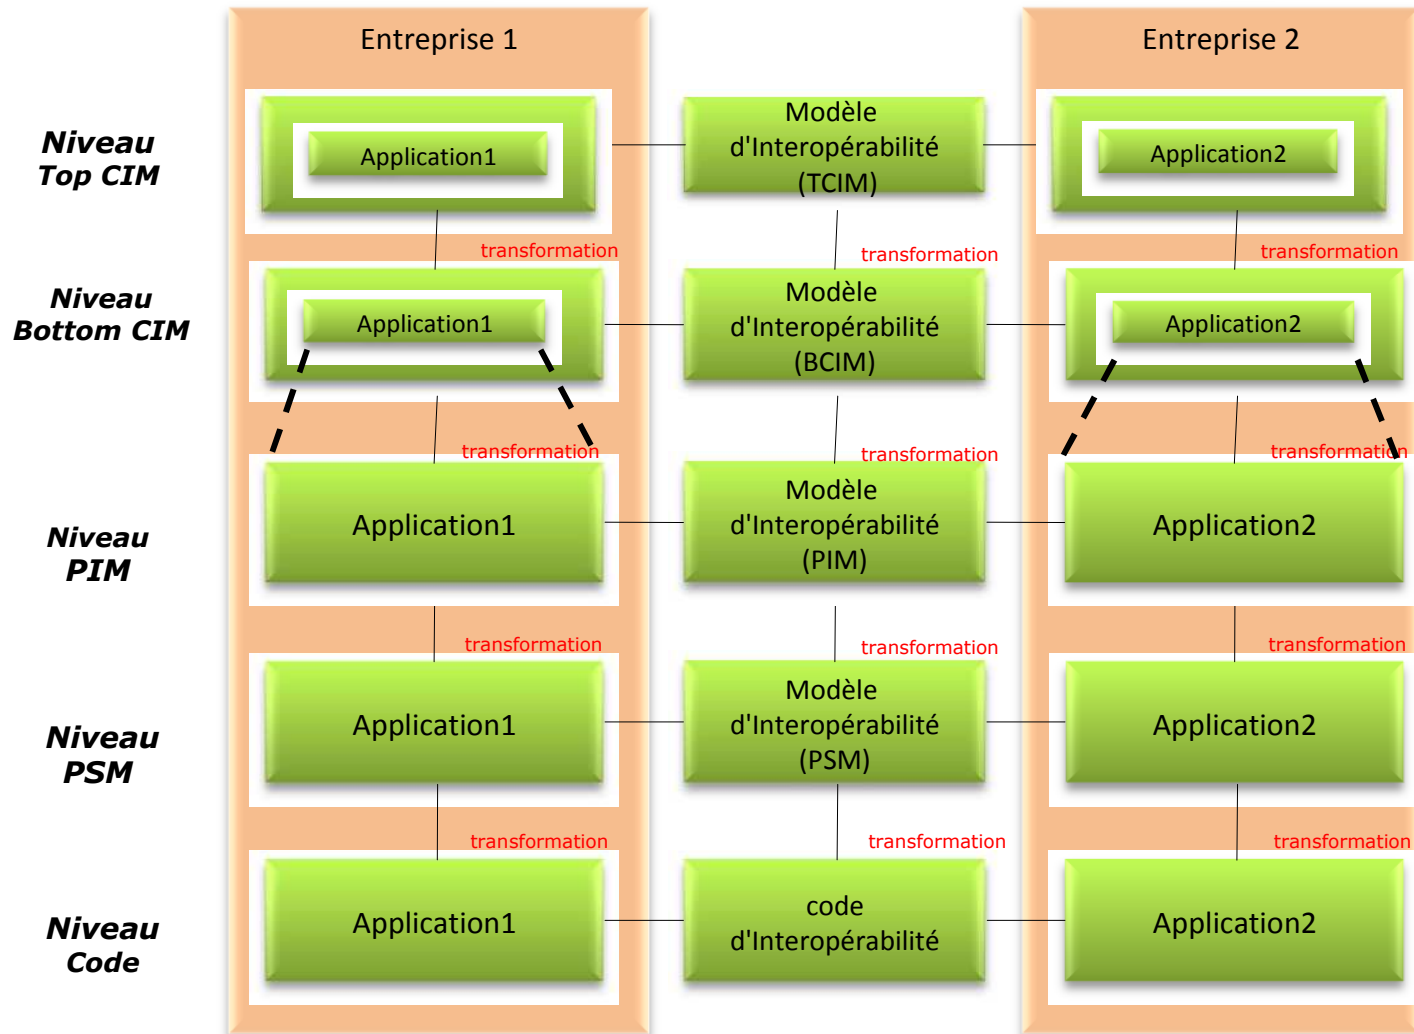 Entreprise 1
Entreprise 2
Niveau
Top CIM
Application1
Modèle
d'Interopérabilité
(TCIM)
Application2
transformation
transformation
transformation
Niveau
Bottom CIM
Application1
Modèle
d'Interopérabilité
(BCIM)
Application2
transformation
transformation
transformation
Niveau
PIM
Application1
Modèle
d'Interopérabilité
(PIM)
Application2
transformation
transformation
transformation
Niveau
PSM
Application1
Modèle
d'Interopérabilité
(PSM)
Application2
transformation
transformation
transformation
Niveau
Code
Application1
code
d'Interopérabilité
Application2